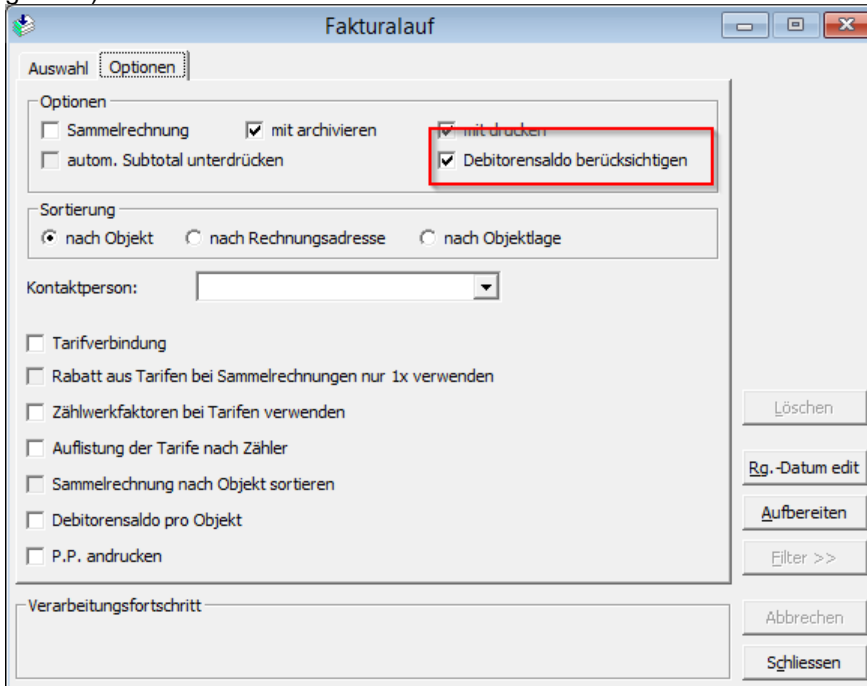 Fakturalauf
Auswahl Optionen
Optionen
Sammelrechnung mit archivieren mit drucken
autom. Subtotal unterdrücken Debitorensaldo berücksichtigen
Sortierung
nach Objekt nach Rechnungsadresse nach Objektlage
Kontaktperson:
Tarifverbindung
Rabatt aus Tarifen bei Sammelrechnungen nur 1x verwenden
Zählwerkfaktoren bei Tarifen verwenden
Auflistung der Tarife nach Zähler
Sammelrechnung nach Objekt sortieren
Debitorensaldo pro Objekt
P.P. andrucken
Löschen
Rg.-Datum edit
Aufbereiten
Filter >>
Verarbeitungsfortschritt
Abbrechen
Schliessen